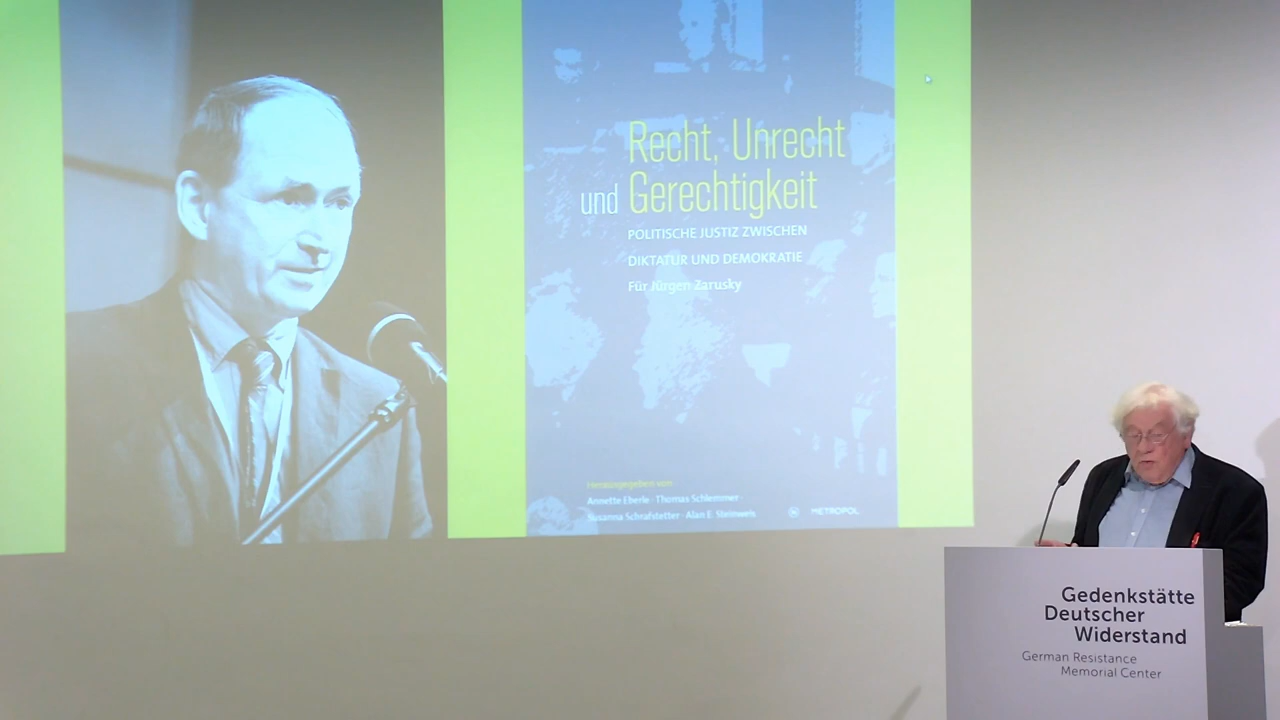 Recht, Unrecht
und Gerechtigkeit
POLITISCHE JUSTIZ ZWISCHEN
DIKTATUR UND DEMOKRATIE
Für Jürgen Zarusky
Herausgegeben von
Annette Eberle · Thomas Schlemmer
Susanna Schrafstetter · Alan E. Steinweis
METROPOL
Gedenkstätte
Deutscher
Widerstand
German Resistance
Memorial Center